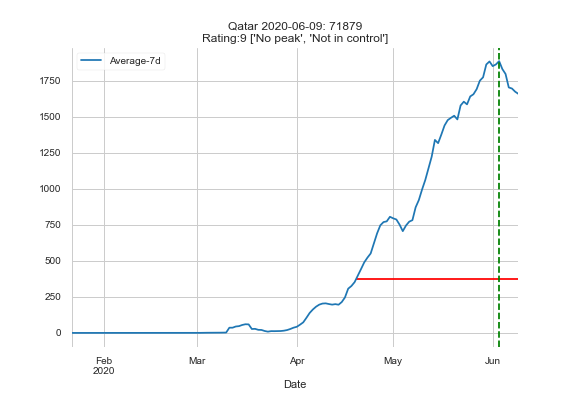 Qatar 2020-06-09: 71879
Rating:9 ['No peak', 'Not in control']
Average-7d
1750
1500
1250
1000
750
500
250
0
Feb
2020
Mar
Apr
May
Jun
Date